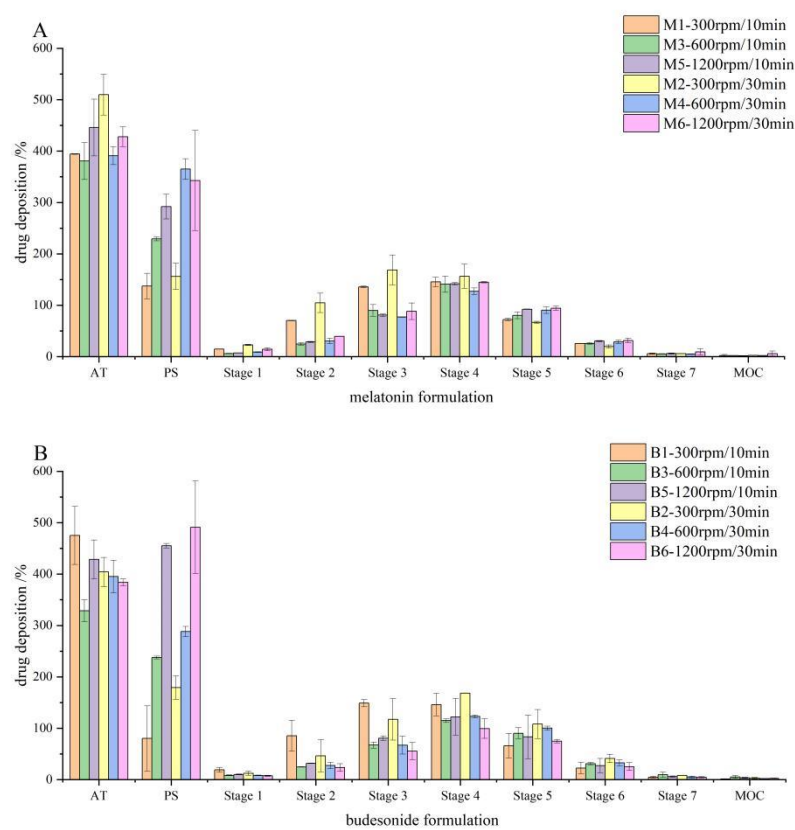 A
M1-300rpm/10min
M3-600rpm/10min
M5-1200rpm/10min
M2-300rpm/30min
M4-600rpm/30min
M6-1200rpm/30min
600
500
400
300
200
100
0
drug deposition /%
AT PS Stage 1 Stage 2 Stage 3 Stage 4 Stage 5 Stage 6 Stage 7 MOC
melatonin formulation
B
B1-300rpm/10min
B3-600rpm/10min
B5-1200rpm/10min
B2-300rpm/30min
B4-600rpm/30min
B6-1200rpm/30min
600
500
400
300
200
100
0
drug deposition /%
AT PS Stage 1 Stage 2 Stage 3 Stage 4 Stage 5 Stage 6 Stage 7 MOC
budesonide formulation